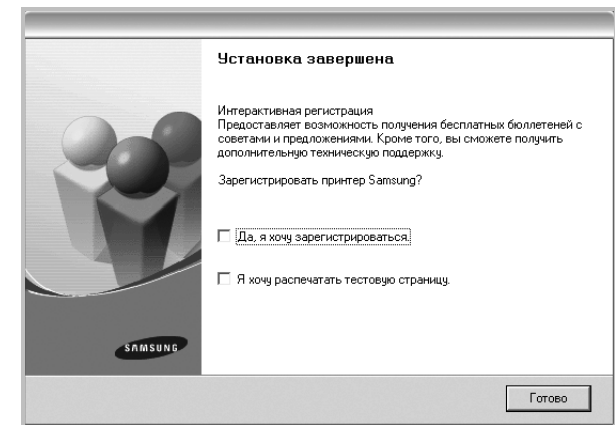 Установка завершена
Интерактивная регистрация
Предоставляет возможность получения бесплатных бюллетеней с
советами и предложениями. Кроме того, вы сможете получить
дополнительную техническую поддержку.
Зарегистрировать принтер Samsung?
Да, я хочу зарегистрироваться.
Я хочу распечатать тестовую страницу.
SAMSUNG
Готово